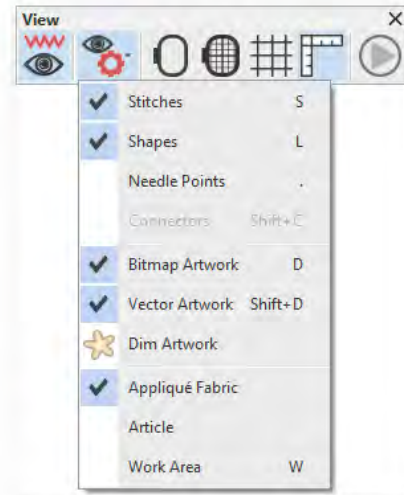 View
Stitches S
Shapes L
Needle Points .
Connectors Shift+C
Bitmap Artwork D
Vector Artwork Shift+D
Dim Artwork
Appliqué Fabric
Article
Work Area W